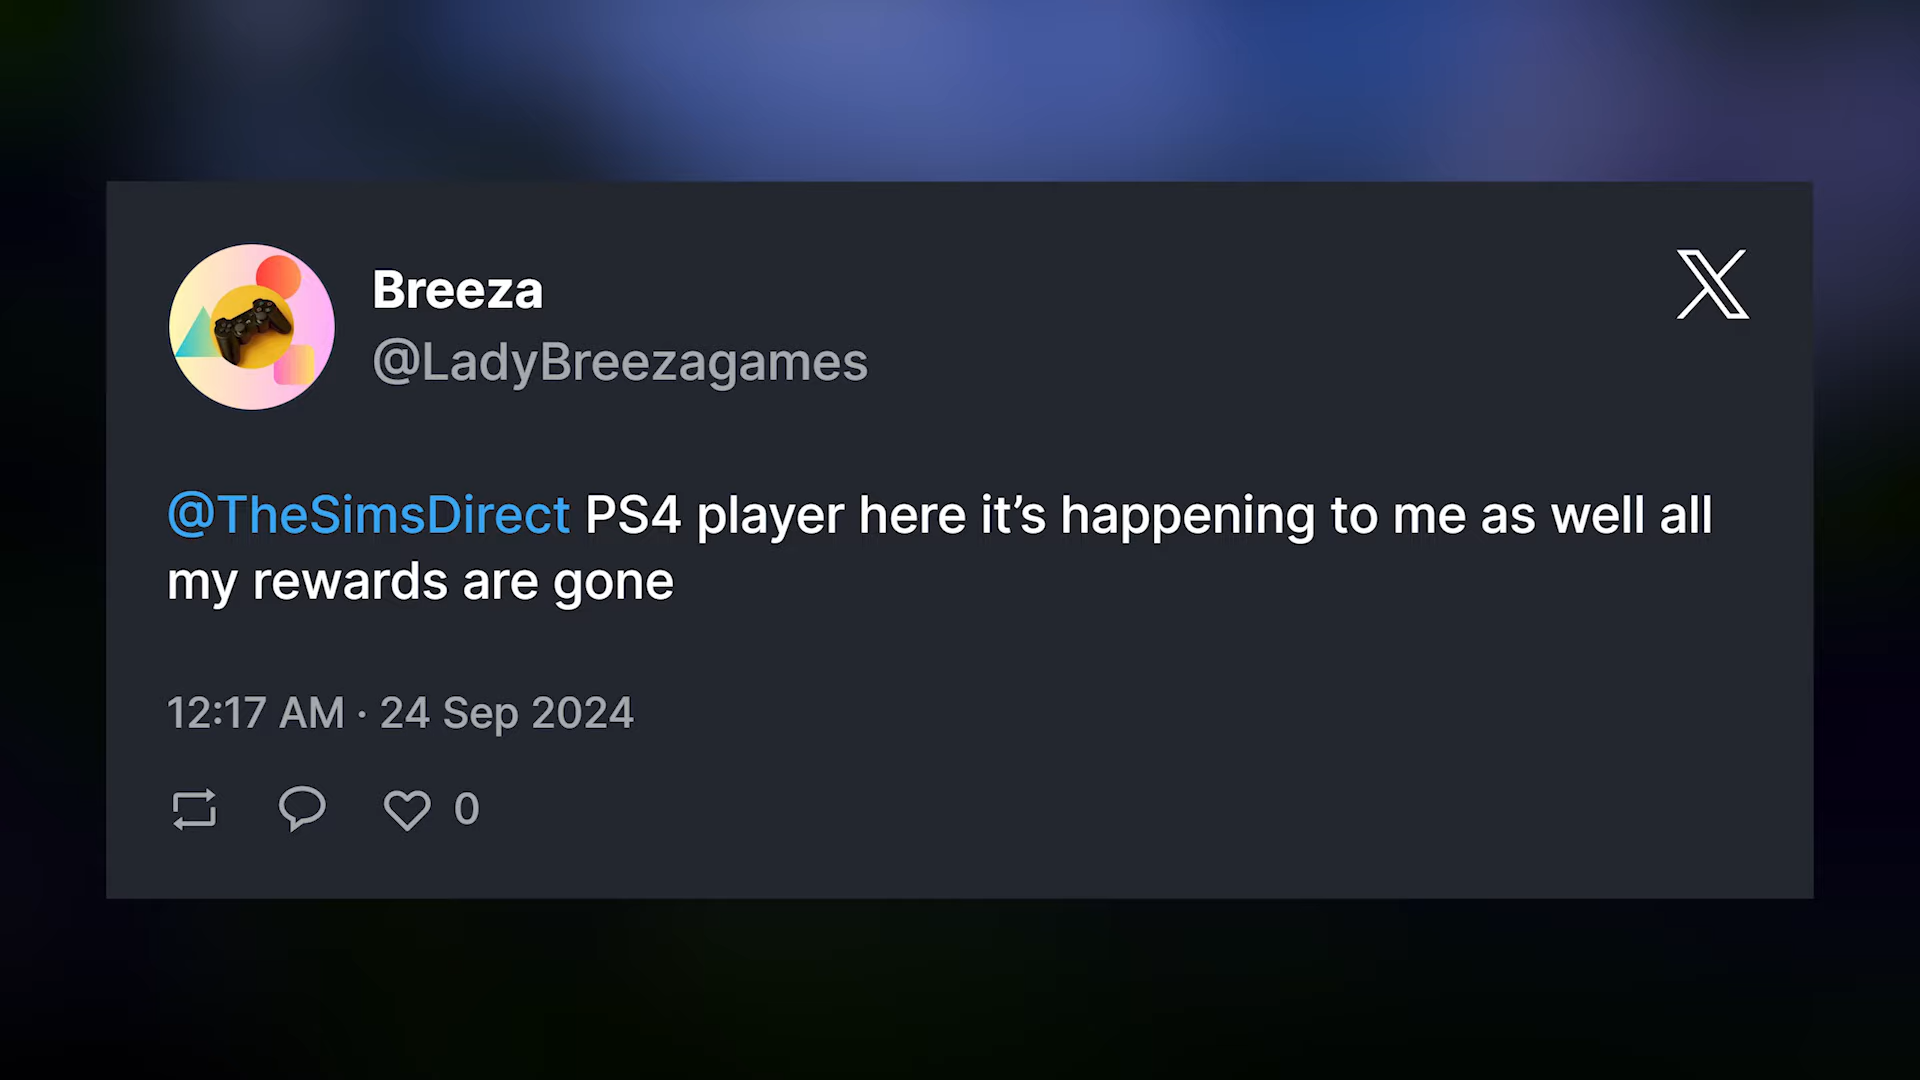 Breeza
@LadyBreezagames
@TheSimsDirect PS4 player here it’s happening to me as well all
my rewards are gone
12:17 AM · 24 Sep 2024
0